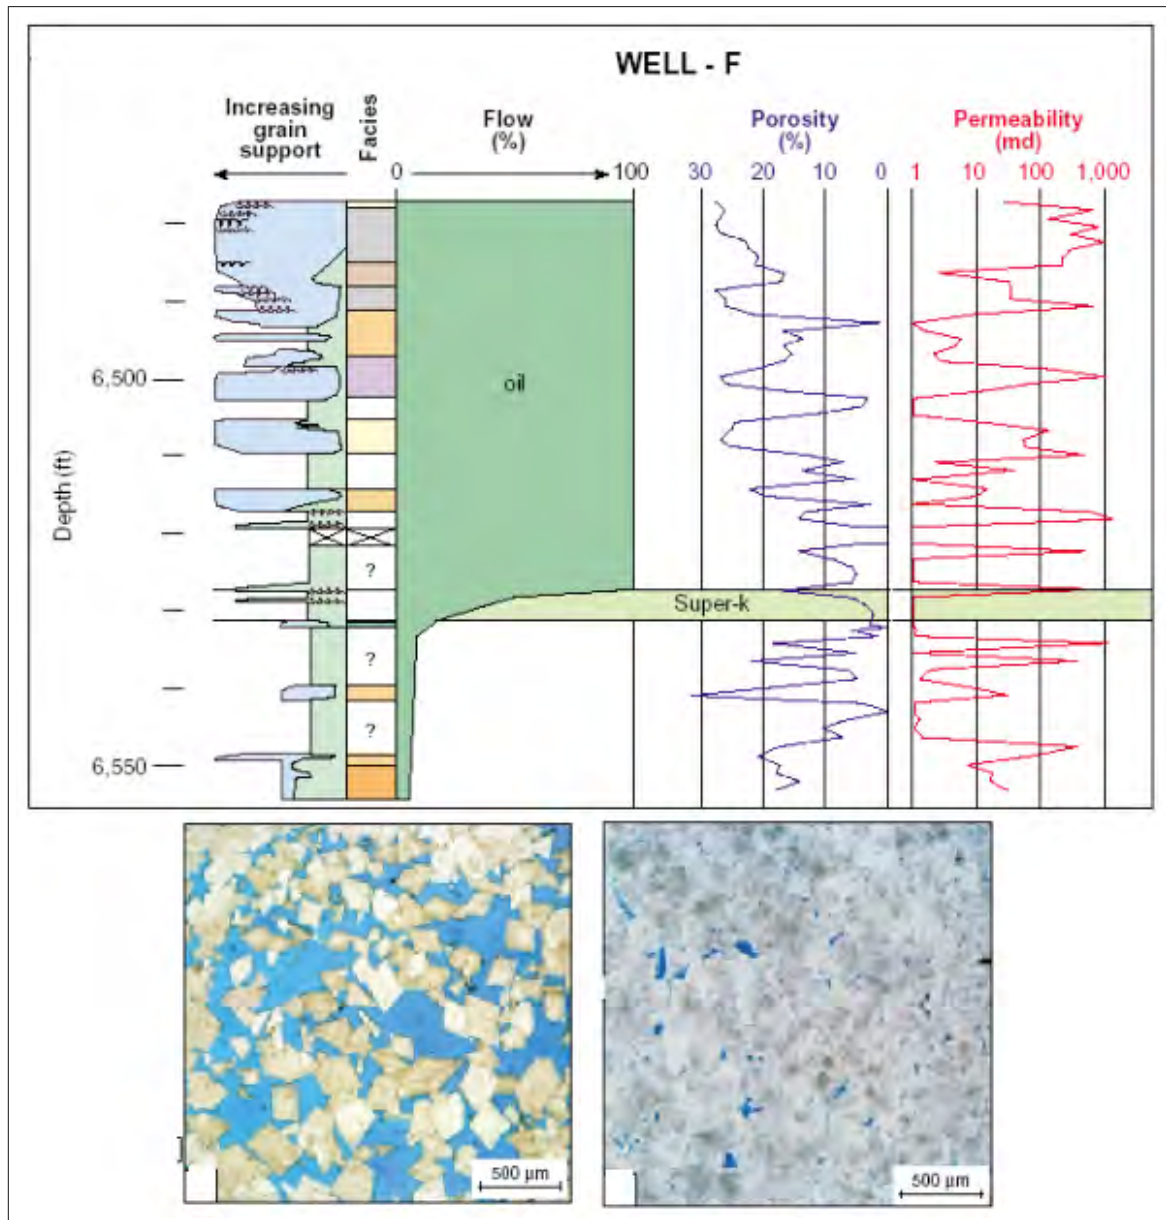 WELL - F
Increasing
grain
support
Facies
Flow
(%)
Porosity
(%)
Permeability
(md)
0
100
30
20
10
0
1
10
100
1,000
Depth (ft)
6,500
6,550
oil
Super-k
?
?
?
500 µm
500 µm